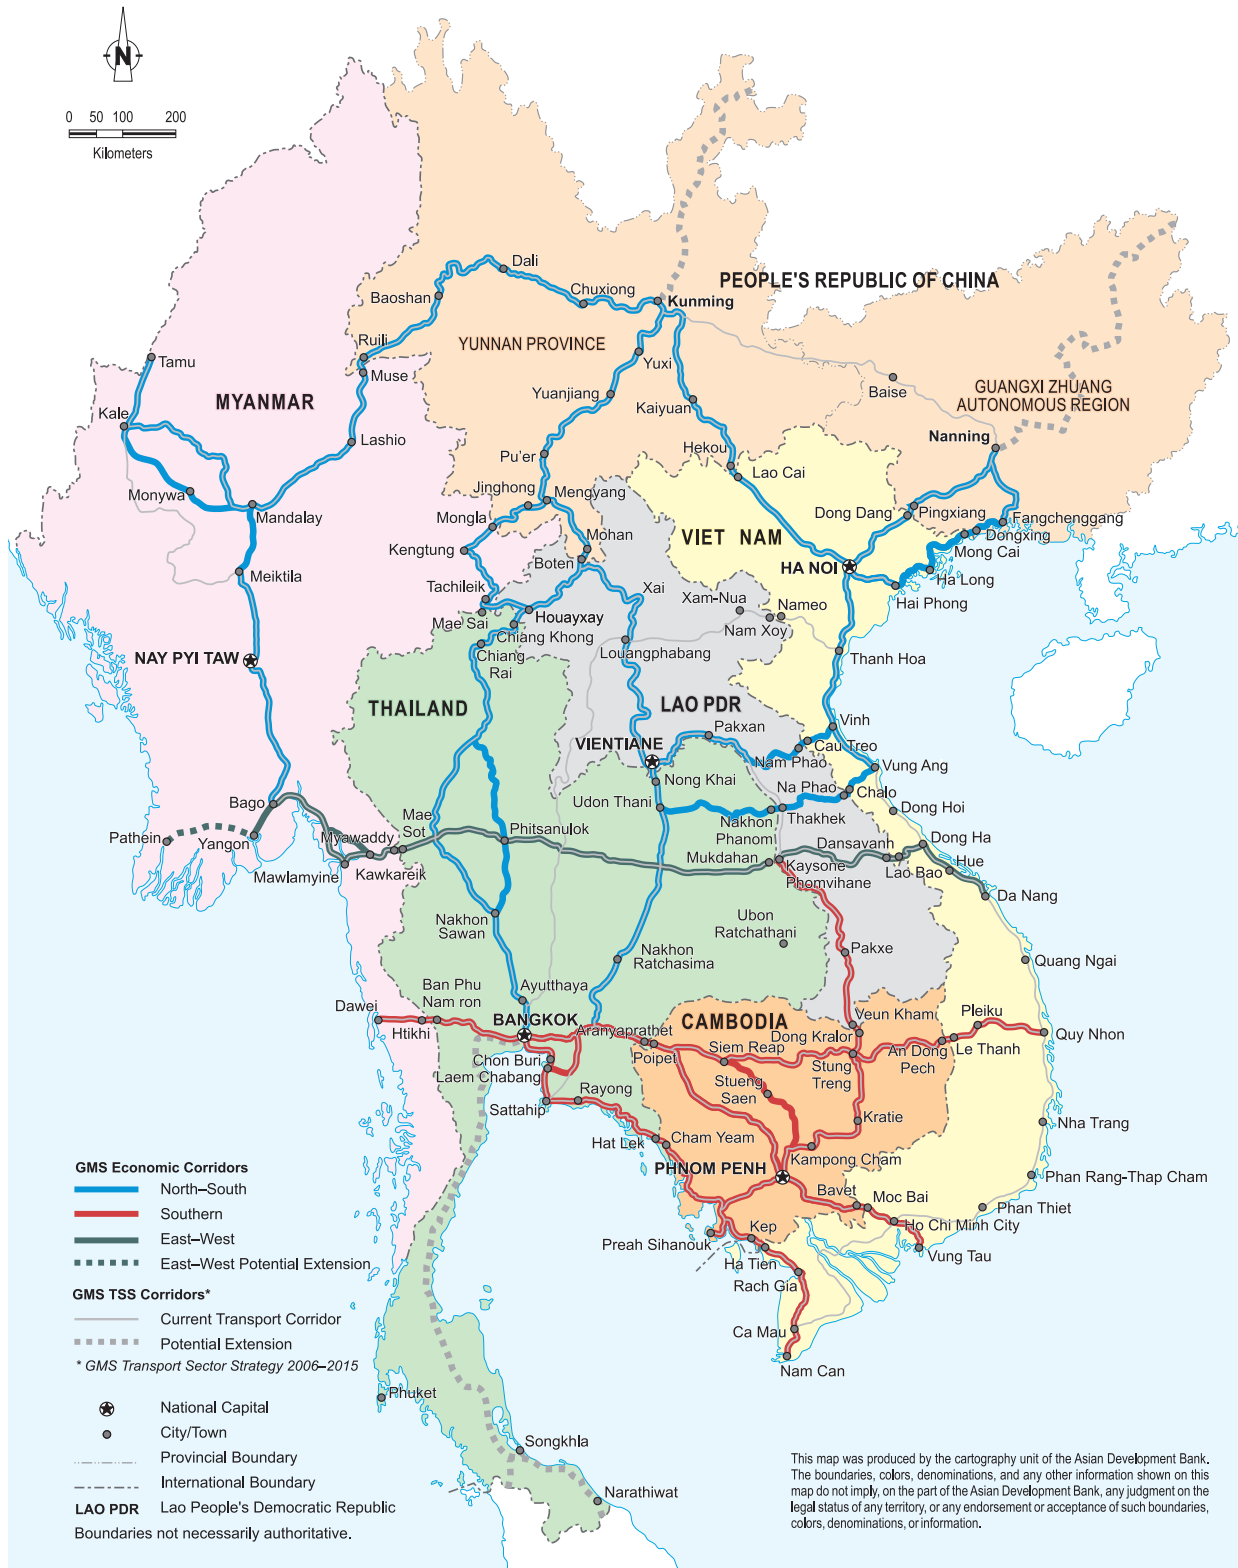 N
0 50 100 200
Kilometers
Dali
Baoshan
Chuxiong
Kunming
PEOPLE'S REPUBLIC OF CHINA
Ruili
Muse
YUNNAN PROVINCE
Yuxi
Tamu
MYANMAR
Yuanjiang
Kaiyuan
Baise
GUANGXI ZHUANG
AUTONOMOUS REGION
Kale
Lashio
Nanning
Hekou
Pu'er
Lao Cai
Monywa
Mandalay
Jinghong
Mengyang
Mongla
Dong Dang
Pingxiang
Fangchenggang
Dongxing
Mong Cai
Mohan
VIET NAM
Kengtung
Boten
HA NOI
Ha Long
Meiktila
Tachileik
Xai
Xam-Nua
Nameo
Hai Phong
Mae Sai
Houayxay
Chiang Khong
Nam Xoy
Louangphabang
Chiang
Rai
NAY PYI TAW
Thanh Hoa
THAILAND
LAO PDR
Vinh
Pakxan
VIENTIANE
Cau Treo
Nam Phao
Vung Ang
Nong Khai
Na Phao
Chalo
Bago
Udon Thani
Dong Hoi
Mae
Sot
Nakhon
Phanom
Thakhek
Pathein
Yangon
Myawaddy
Phitsanulok
Dansavanh
Dong Ha
Mukdahan
Kaysone
Phomvihane
Lao Bao
Hue
Mawlamyine
Kawkareik
Da Nang
Nakhon
Sawan
Ubon
Ratchathani
Nakhon
Ratchasima
Pakxe
Quang Ngai
Ban Phu
Nam ron
Ayutthaya
Dawei
Htikhi
BANGKOK
Aranyaprathet
CAMBODIA
Veun Kham
Pleiku
Dong Kralor
Quy Nhon
Poipet
Siem Reap
An Dong
Pech
Le Thanh
Chon Buri
Laem Chabang
Stueng
Saen
Stung
Treng
Rayong
Sattahip
Kratie
Nha Trang
Hat Lek
Cham Yeam
Kampong Cham
PHNOM PENH
Phan Rang-Thap Cham
Bavet
Moc Bai
Phan Thiet
Ho Chi Minh City
Kep
Preah Sihanouk
Ha Tien
Vung Tau
Rach Gia
Ca Mau
Nam Can
Phuket
Songkhla
Narathiwat
GMS Economic Corridors
North–South
Southern
East–West
East–West Potential Extension
GMS TSS Corridors*
Current Transport Corridor
Potential Extension
* GMS Transport Sector Strategy 2006–2015
National Capital
City/Town
Provincial Boundary
International Boundary
LAO PDR Lao People's Democratic Republic
Boundaries not necessarily authoritative.
This map was produced by the cartography unit of the Asian Development Bank.
The boundaries, colors, denominations, and any other information shown on this
map do not imply, on the part of the Asian Development Bank, any judgment on the
legal status of any territory, or any endorsement or acceptance of such boundaries,
colors, denominations, or information.